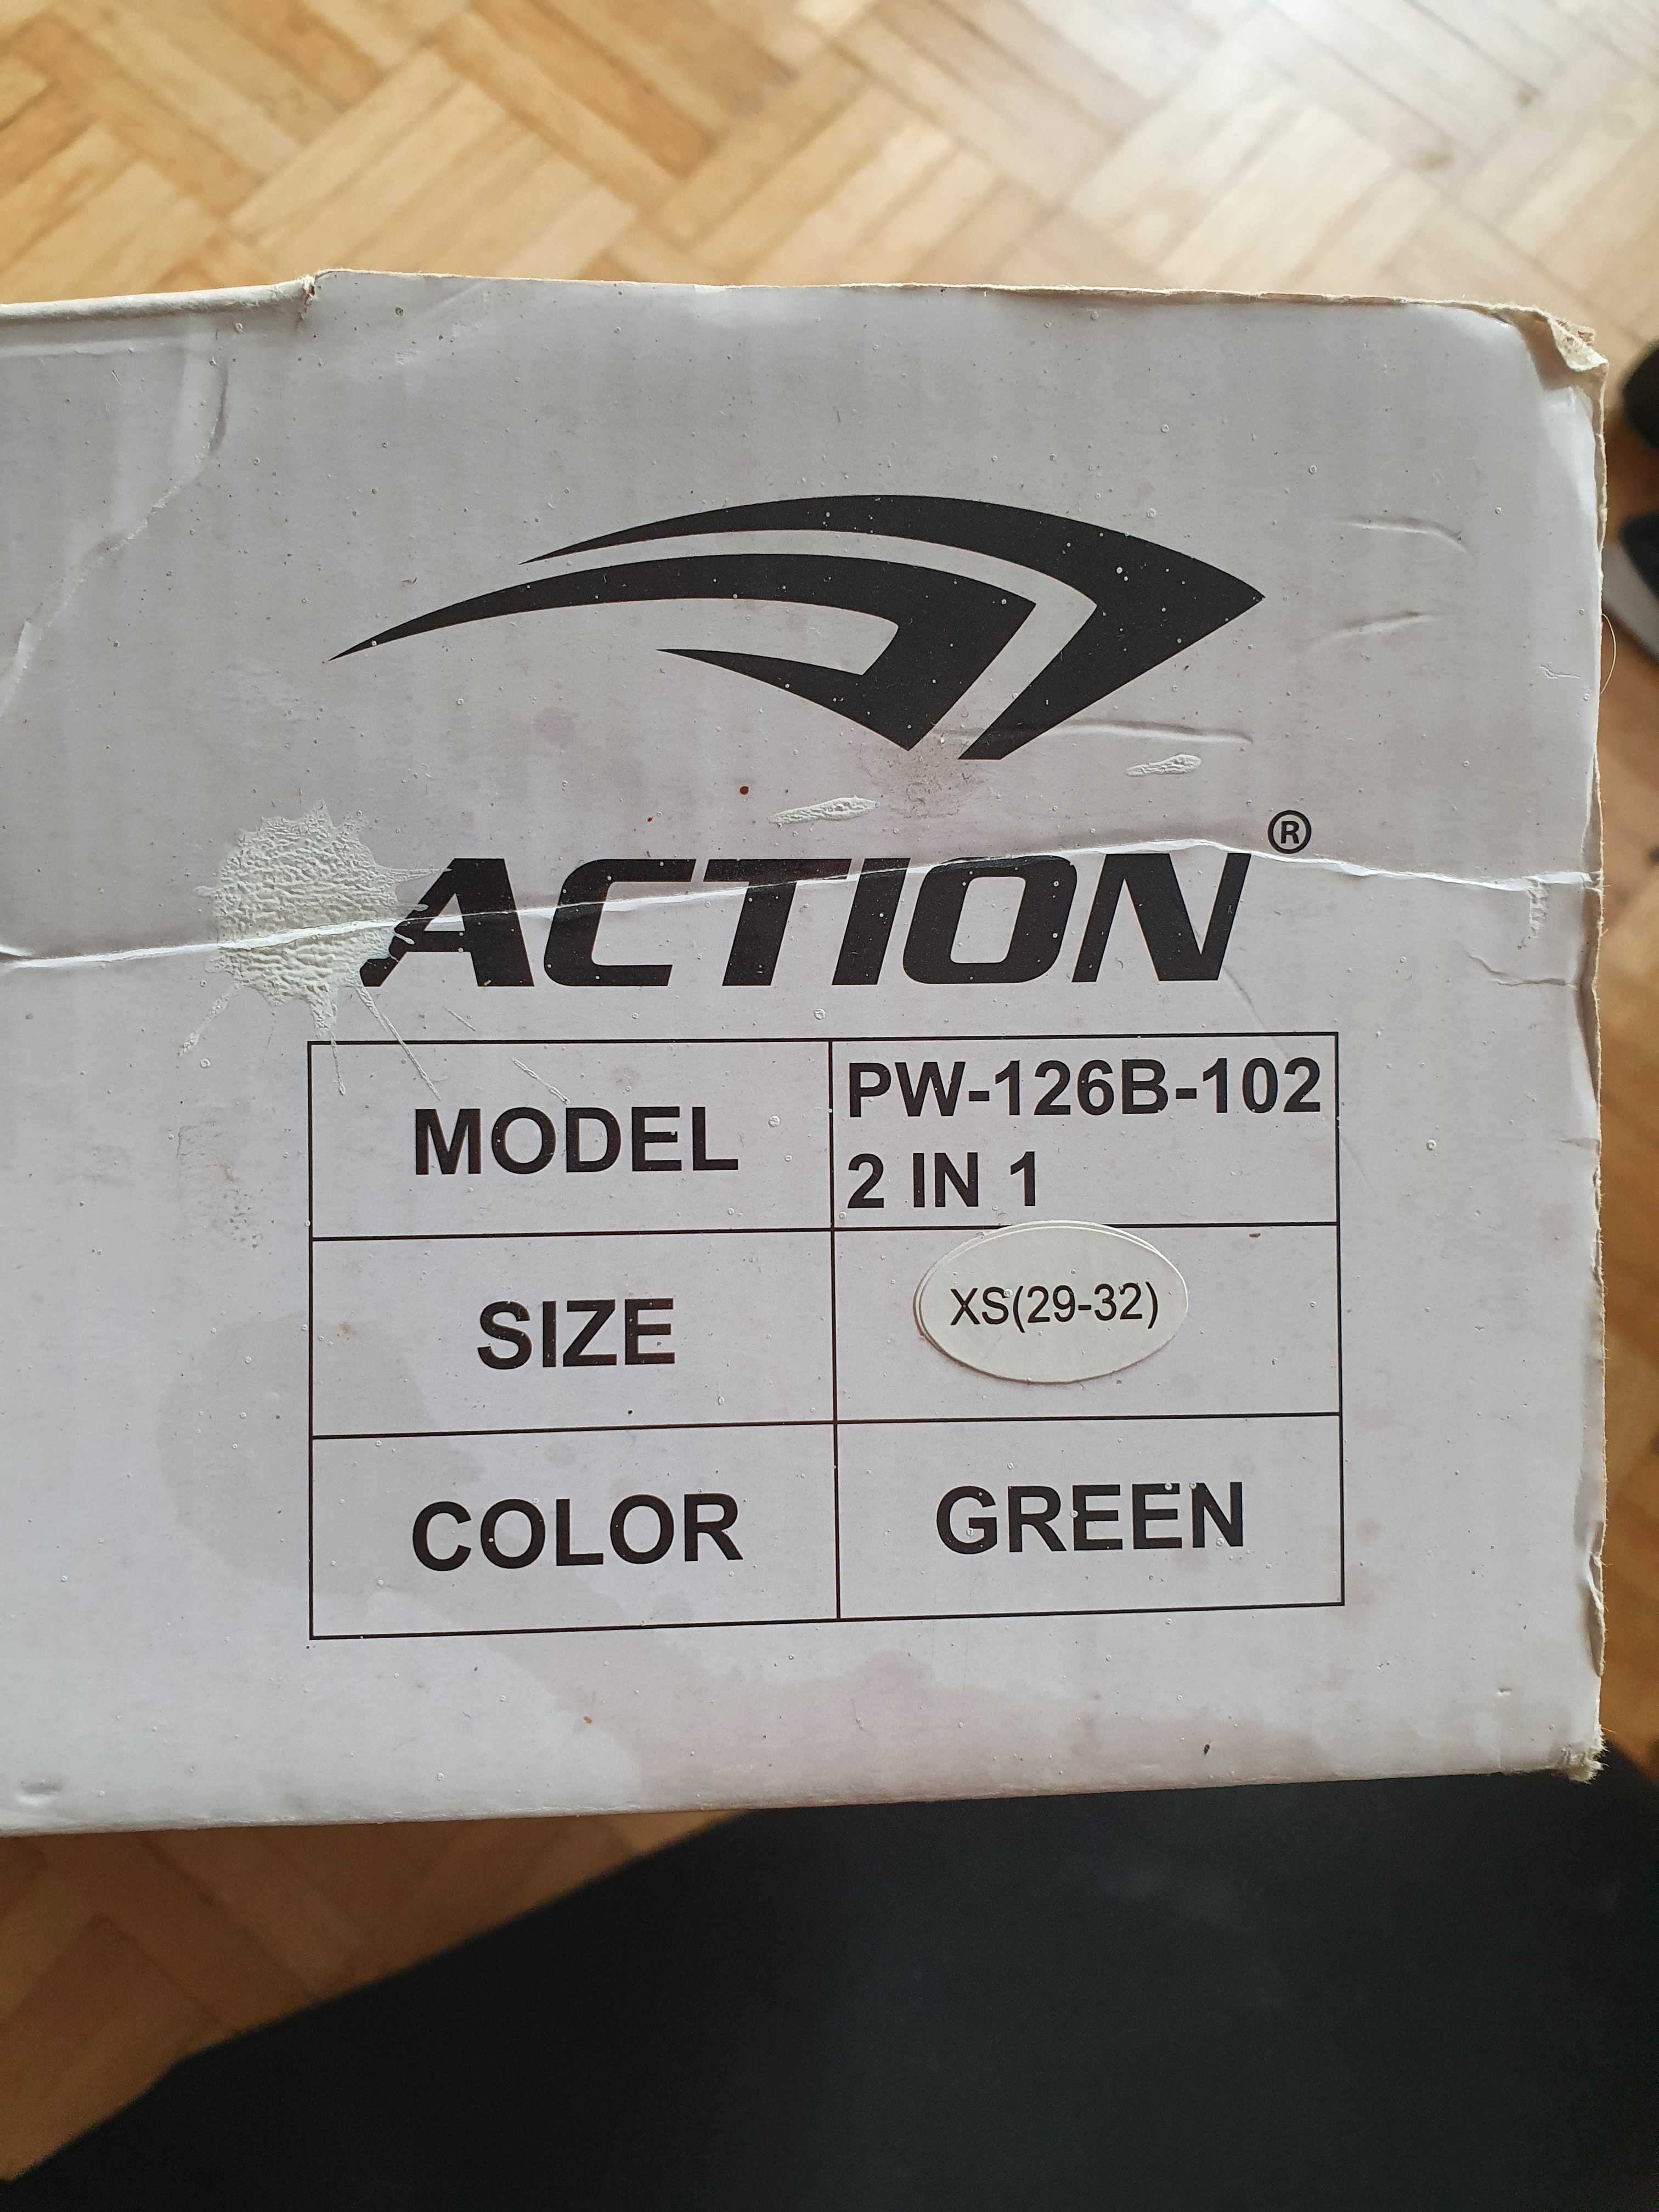 ACTION®
MODEL
PW-126B-102
2 IN 1
SIZE
XS(29-32)
COLOR
GREEN